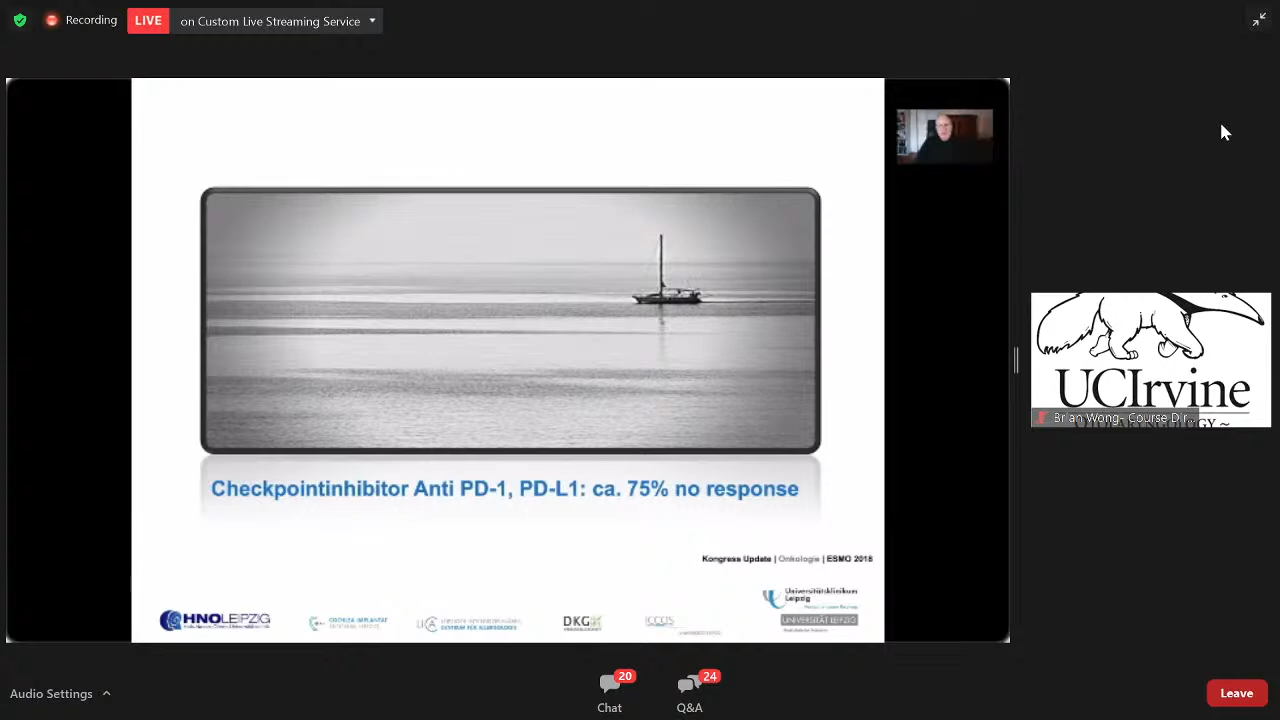 Recording
LIVE
on Custom Live Streaming Service
Checkpointinhibitor Anti PD-1, PD-L1: ca. 75% no response
Kongress Update | Onkologie | ESMO 2018
Universitätsklinikum
Leipzig
HNOLEIPZIG
DKG
UNIVERSITÄT LEIPZIG
UCIrvine
Brian Wong- Course Dir...
Audio Settings
20
Chat
24
Q&A
Leave